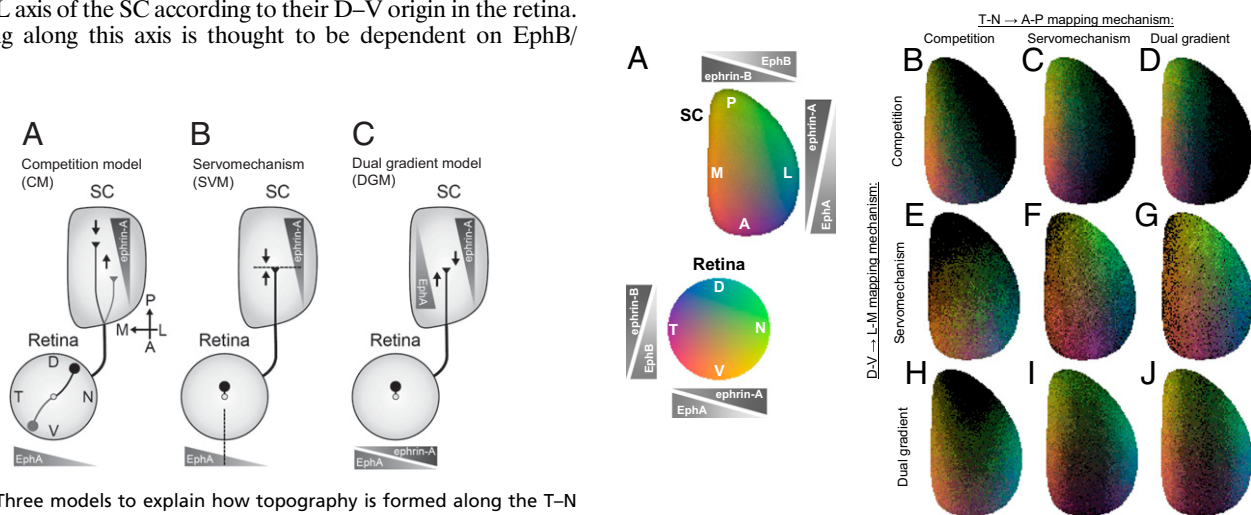 L axis of the SC according to their D–V origin in the retina.
ng along this axis is thought to be dependent on EphB/
A
Competition model
(CM)
SC
ephrin-A
P
M
L
A
Retina
D
T
N
V
EphA
B
Servomechanism
(SVM)
SC
ephrin-A
Retina
EphA
C
Dual gradient model
(DGM)
SC
EphA
ephrin-A
Retina
EphA
ephrin-A
Three models to explain how topography is formed along the T–N
A
EphB
ephrin-B
SC
P
M
L
A
ephrin-A
EphA
Retina
ephrin-B
EphB
D
T
N
V
ephrin-A
EphA
T-N → A-P mapping mechanism:
Competition
Servomechanism
Dual gradient
D-V → L-M mapping mechanism:
Competition
B
C
D
Servomechanism
E
F
G
Dual gradient
H
I
J